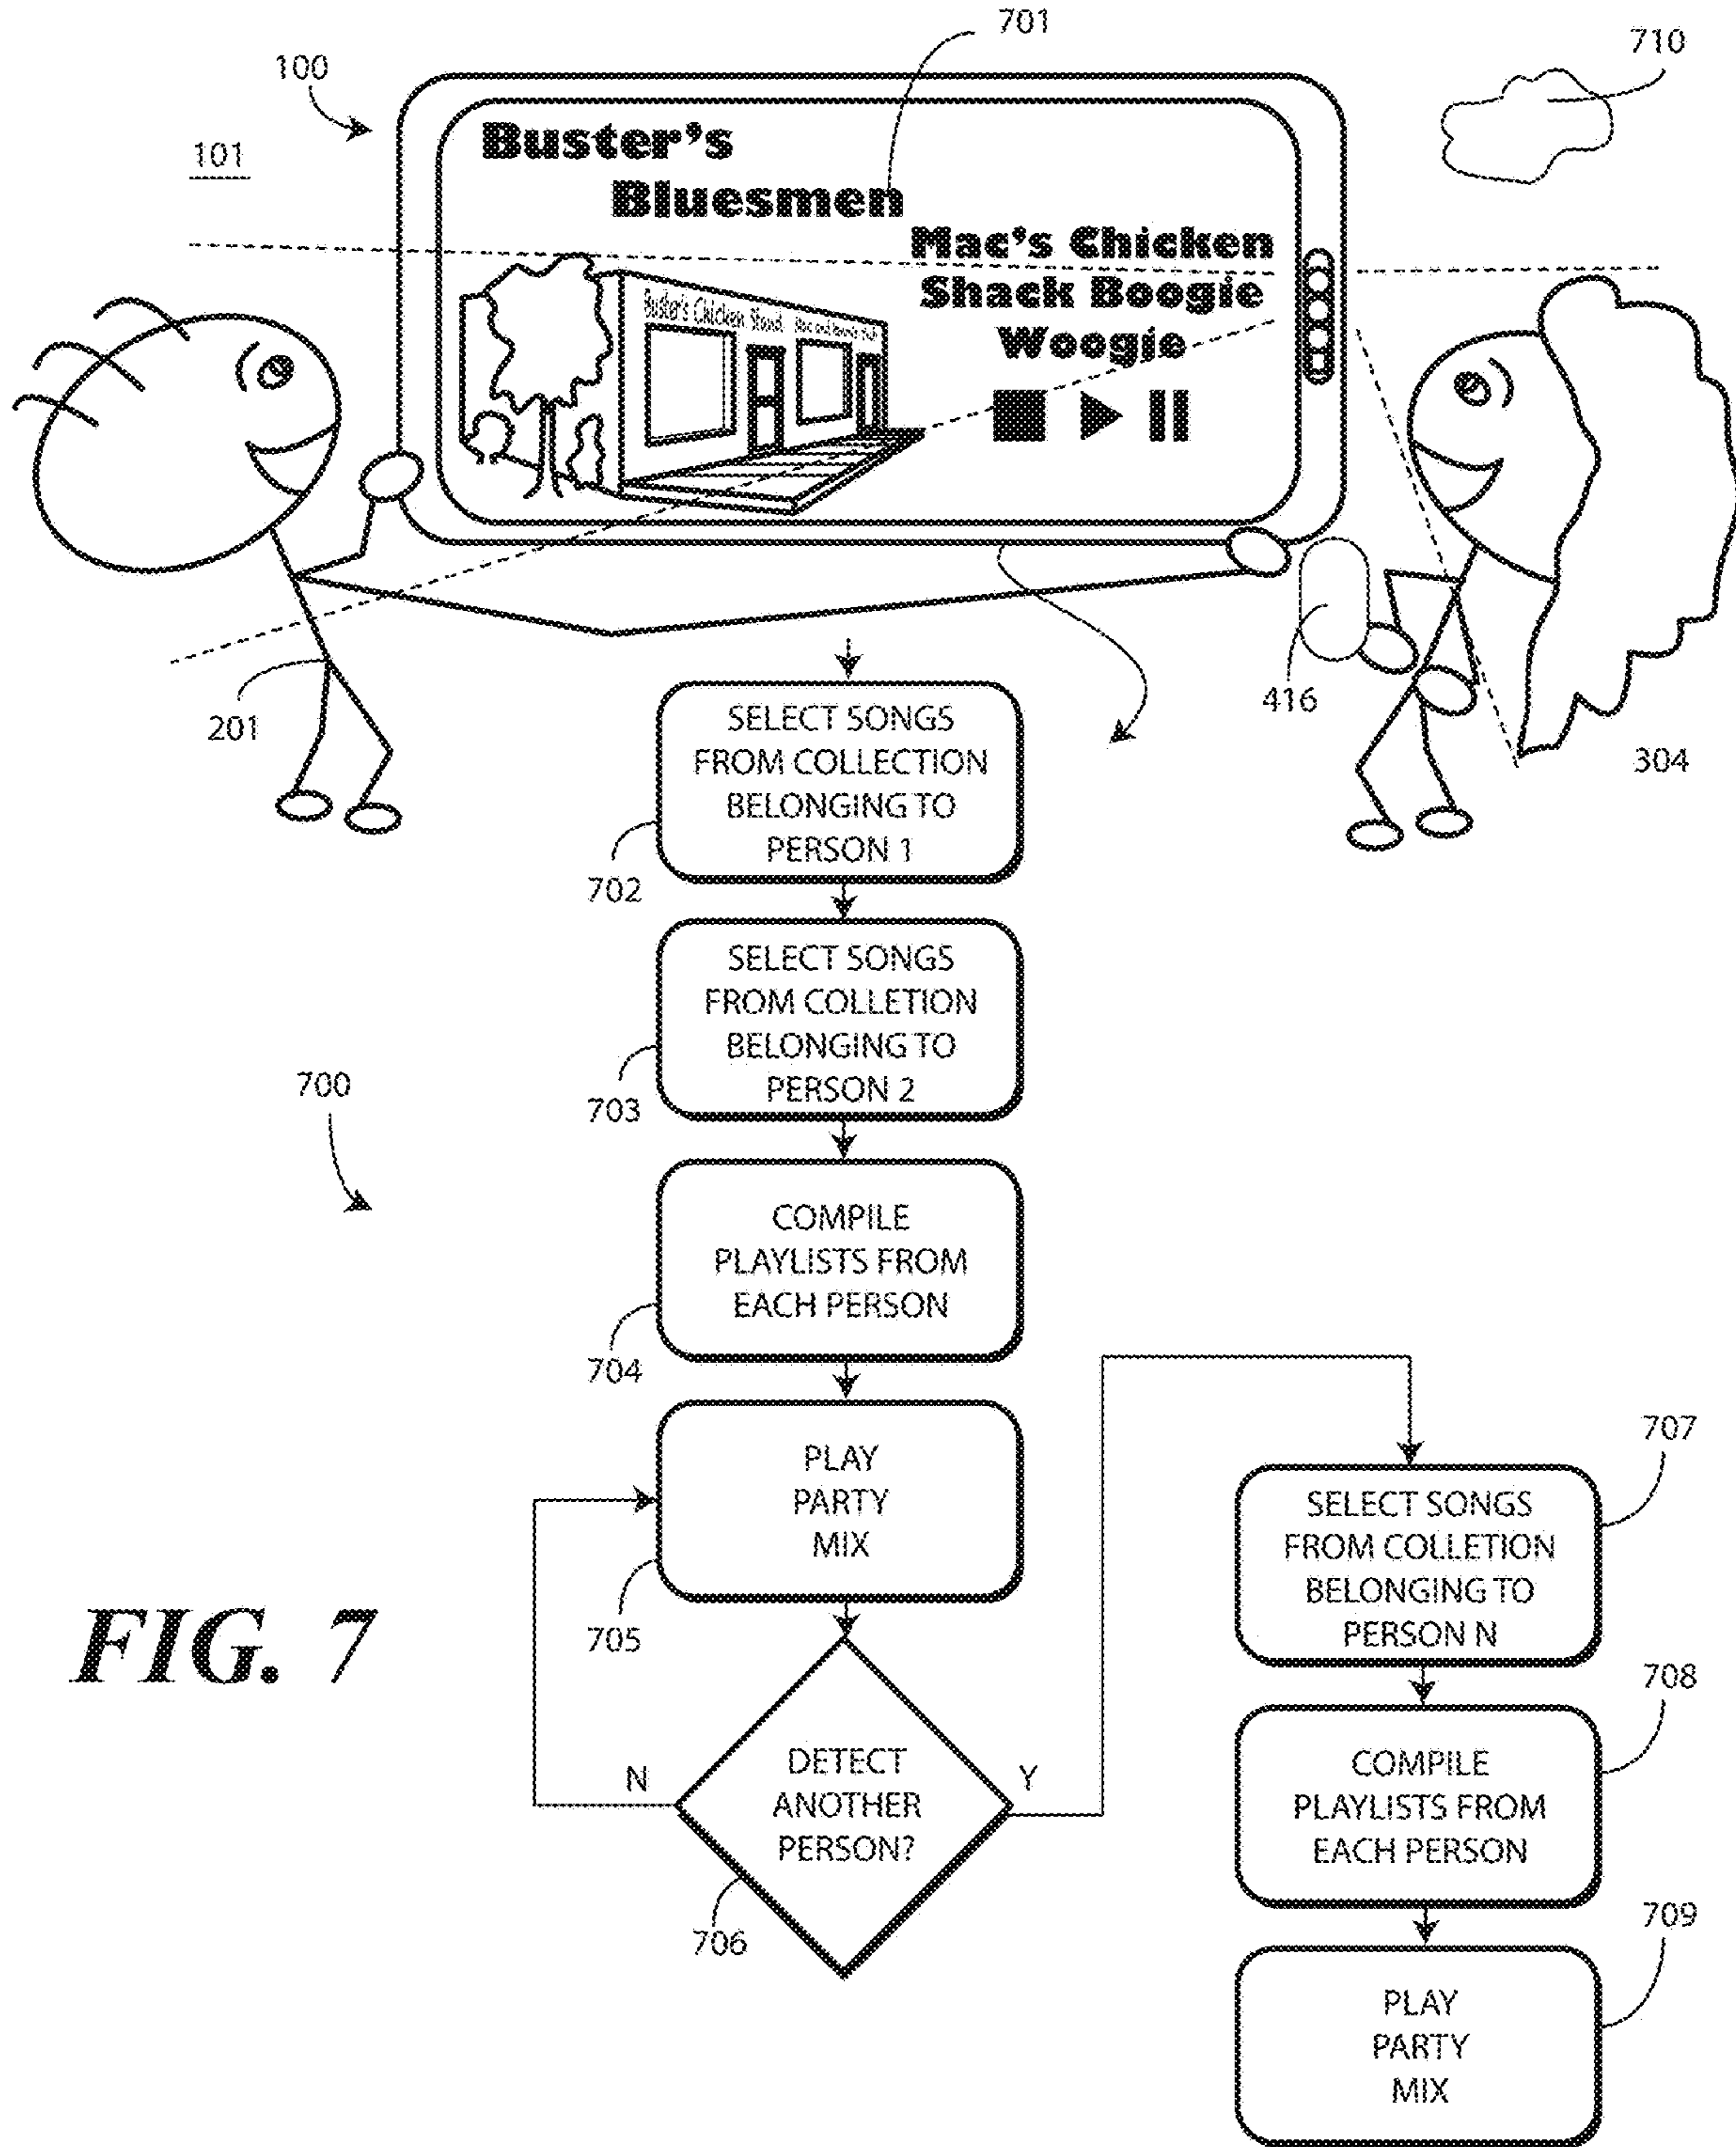 701
710
100
101
Buster's
Bluesmen
Mac's Chicken
Shack Boogie
Woogie
Buster's Chicken
201
416
304
SELECT SONGS
FROM COLLECTION
BELONGING TO
PERSON 1
702
SELECT SONGS
FROM COLLETION
BELONGING TO
PERSON 2
703
700
COMPILE
PLAYLISTS FROM
EACH PERSON
704
PLAY
PARTY
MIX
705
DETECT
ANOTHER
PERSON?
N
Y
706
707
SELECT SONGS
FROM COLLETION
BELONGING TO
PERSON N
708
COMPILE
PLAYLISTS FROM
EACH PERSON
709
PLAY
PARTY
MIX
FIG. 7